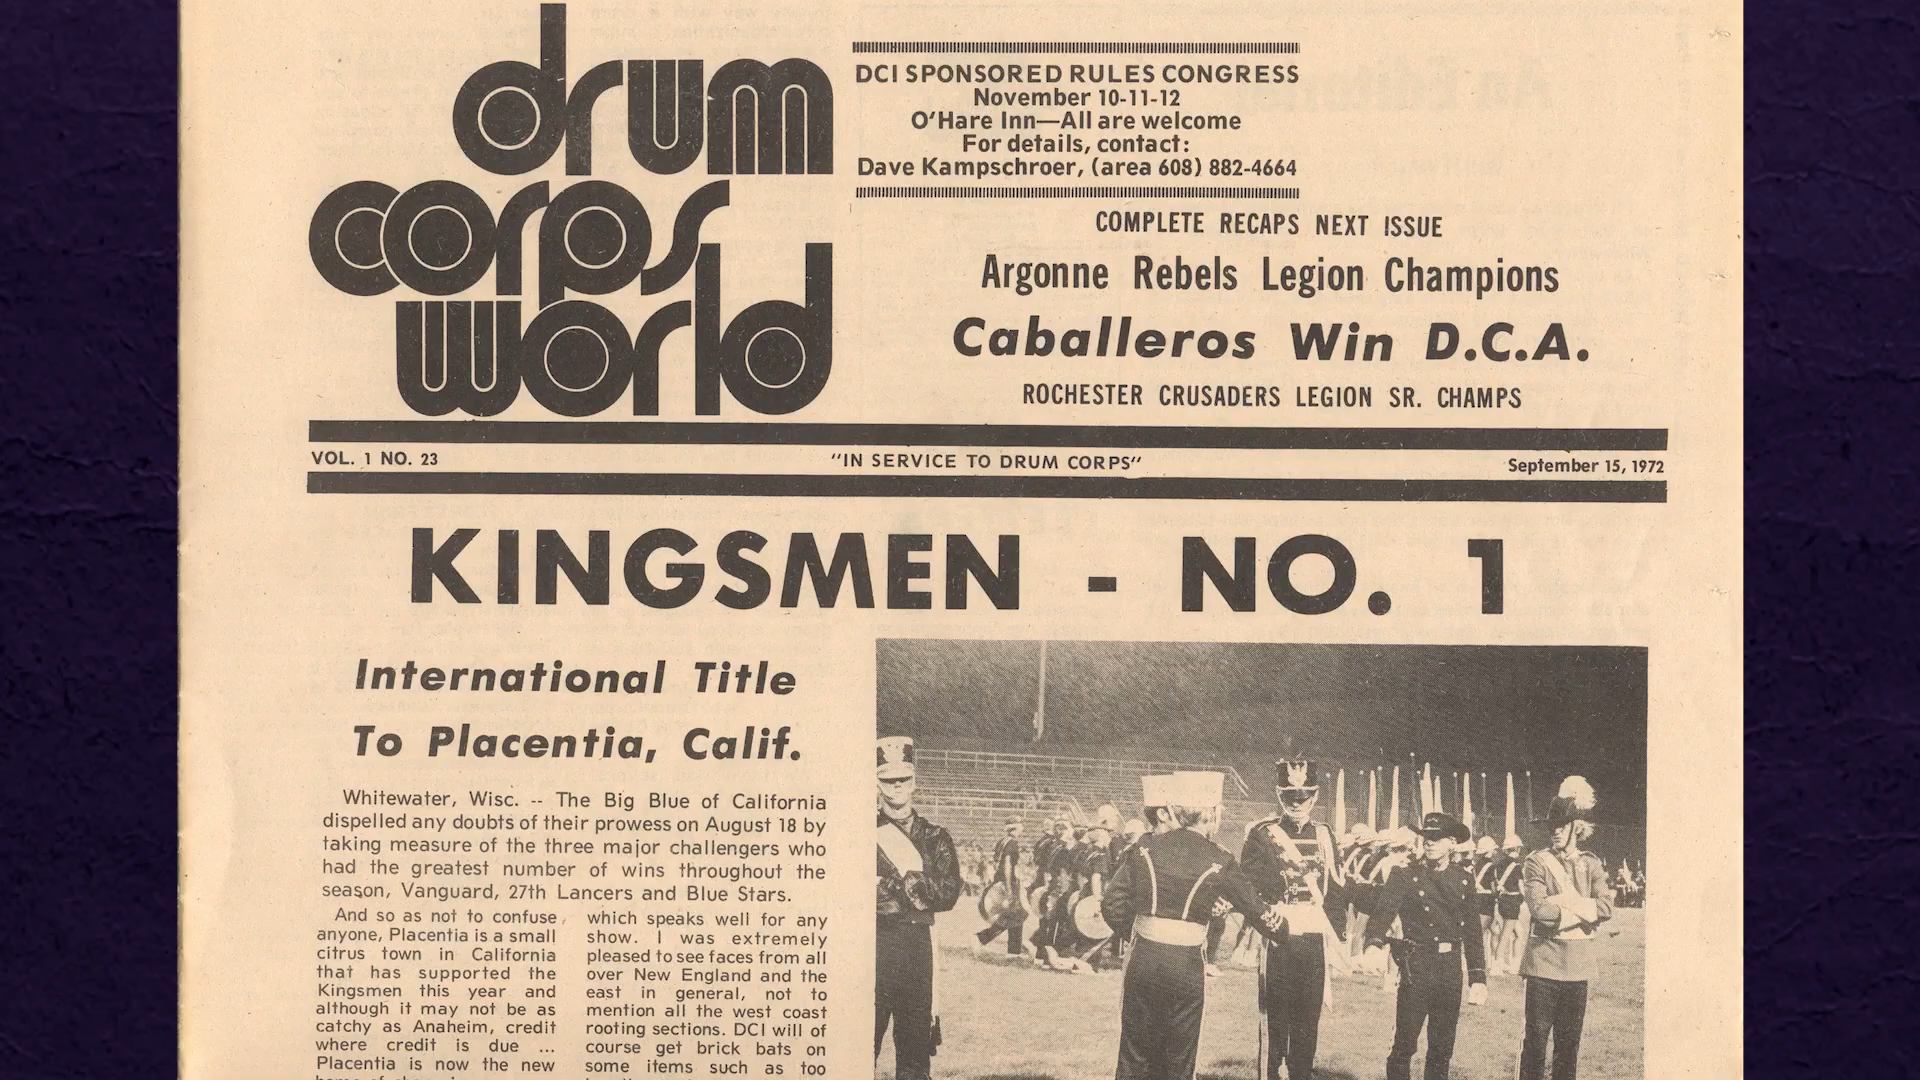 drum
corps
world
DCI SPONSORED RULES CONGRESS
November 10-11-12
O'Hare Inn—All are welcome
For details, contact:
Dave Kampschroer, (area 608) 882-4664
COMPLETE RECAPS NEXT ISSUE
Argonne Rebels Legion Champions
Caballeros Win D.C.A.
ROCHESTER CRUSADERS LEGION SR. CHAMPS
VOL. 1 NO. 23
"IN SERVICE TO DRUM CORPS"
September 15, 1972
KINGSMEN - NO. 1
International Title
To Placentia, Calif.
Whitewater, Wisc. -- The Big Blue of California
dispelled any doubts of their prowess on August 18 by
taking measure of the three major challengers who
had the greatest number of wins throughout the
season, Vanguard, 27th Lancers and Blue Stars.
And so as not to confuse
anyone, Placentia is a small
citrus town in California
that has supported the
Kingsmen this year and
although it may not be as
catchy as Anaheim, credit
where credit is due ...
Placentia is now the new
which speaks well for any
show. I was extremely
pleased to see faces from all
over New England and the
east in general, not to
mention all the west coast
rooting sections. DCI will of
course get brick bats on
some items such as too